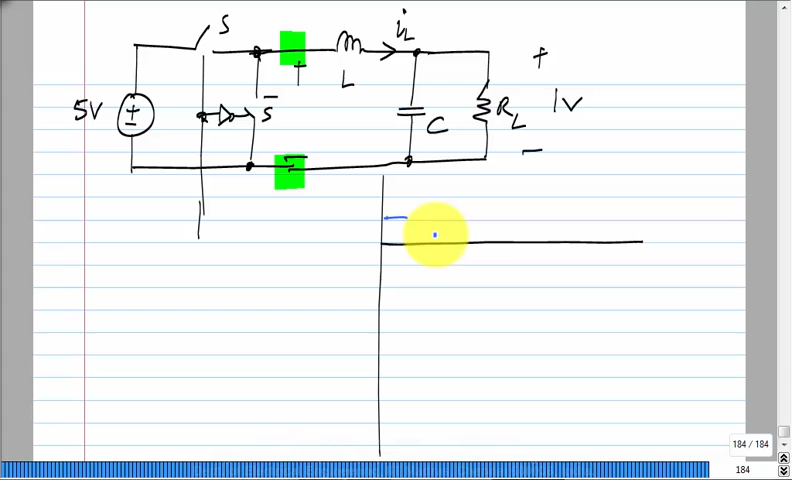 S
i_L
+
+
L
5V
+
−
S̅
C
R_L
1V
−
−
184 / 184
184